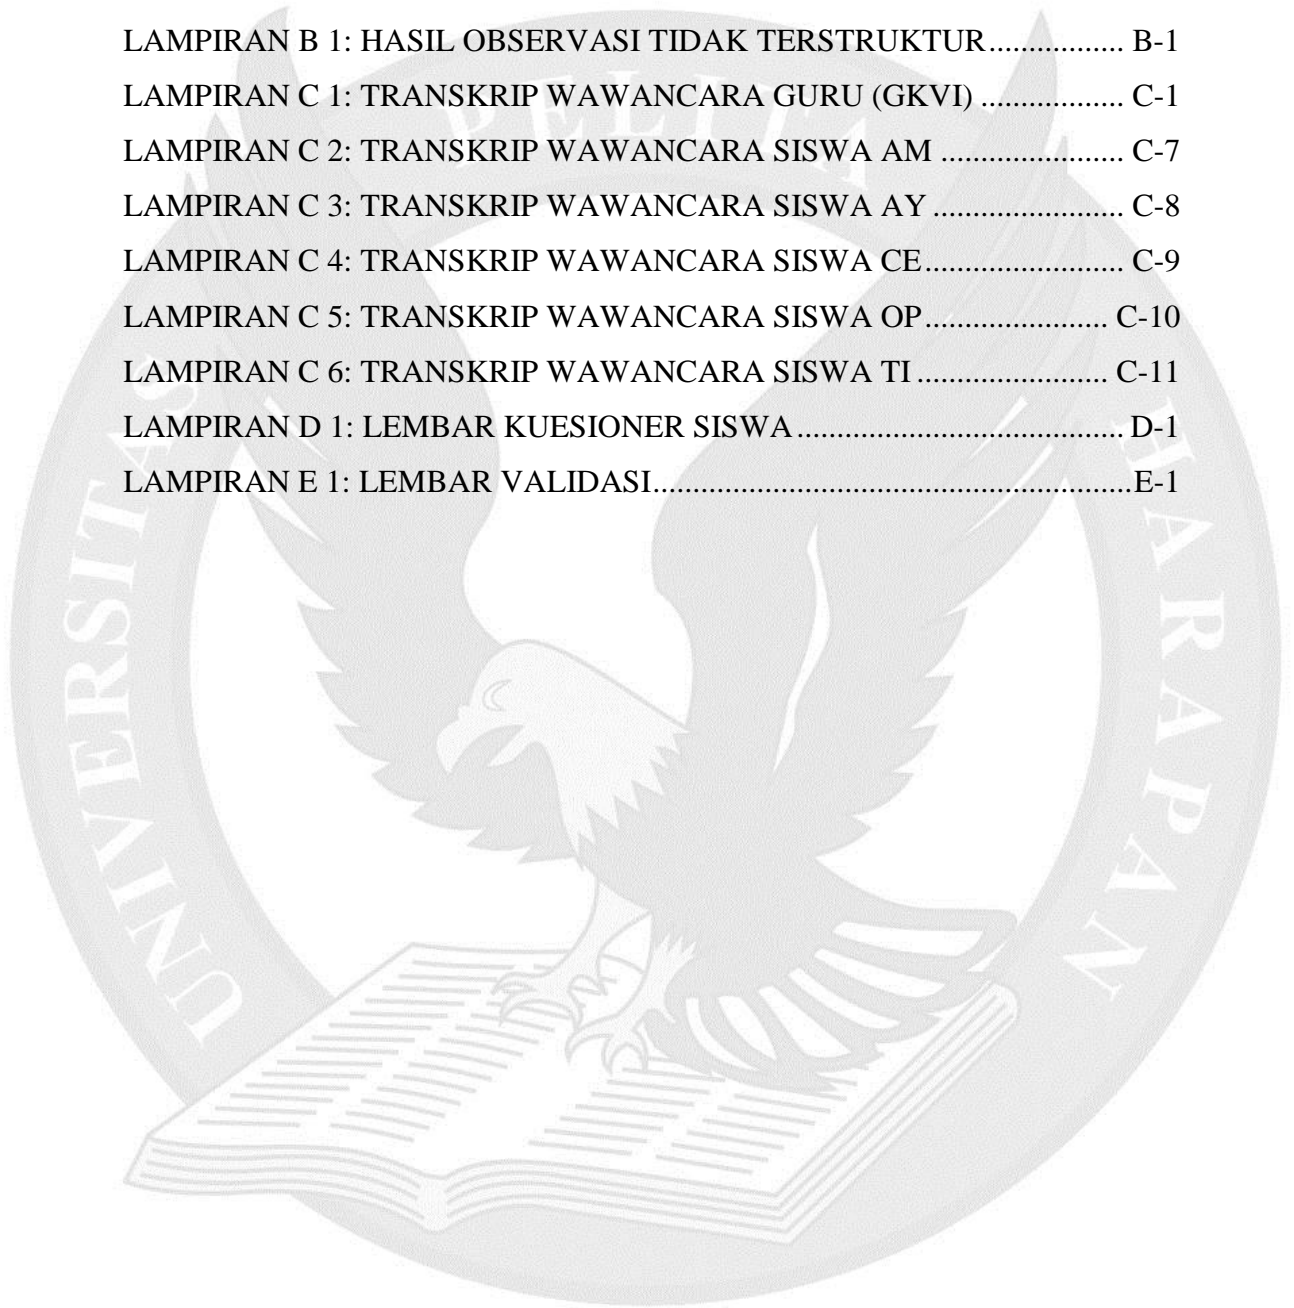 LAMPIRAN B 1: HASIL OBSERVASI TIDAK TERSTRUKTUR................ B-1
LAMPIRAN C 1: TRANSKRIP WAWANCARA GURU (GKVI) .................. C-1
LAMPIRAN C 2: TRANSKRIP WAWANCARA SISWA AM ....................... C-7
LAMPIRAN C 3: TRANSKRIP WAWANCARA SISWA AY ........................ C-8
LAMPIRAN C 4: TRANSKRIP WAWANCARA SISWA CE......................... C-9
LAMPIRAN C 5: TRANSKRIP WAWANCARA SISWA OP....................... C-10
LAMPIRAN C 6: TRANSKRIP WAWANCARA SISWA TI ........................ C-11
LAMPIRAN D 1: LEMBAR KUESIONER SISWA......................................... D-1
LAMPIRAN E 1: LEMBAR VALIDASI............................................................E-1
UNIVERSITAS PELITA HARAPAN